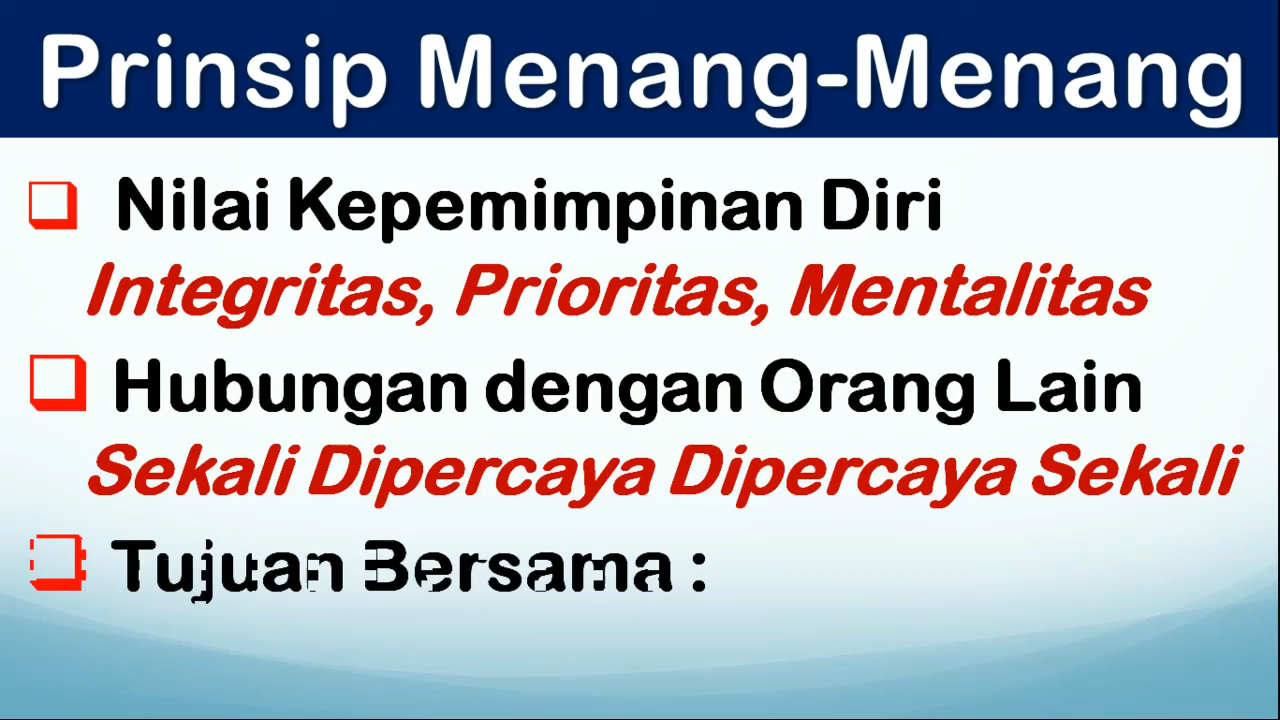 Prinsip Menang-Menang
Nilai Kepemimpinan Diri
Integritas, Prioritas, Mentalitas
Hubungan dengan Orang Lain
Sekali Dipercaya Dipercaya Sekali
Tujuan Bersama :